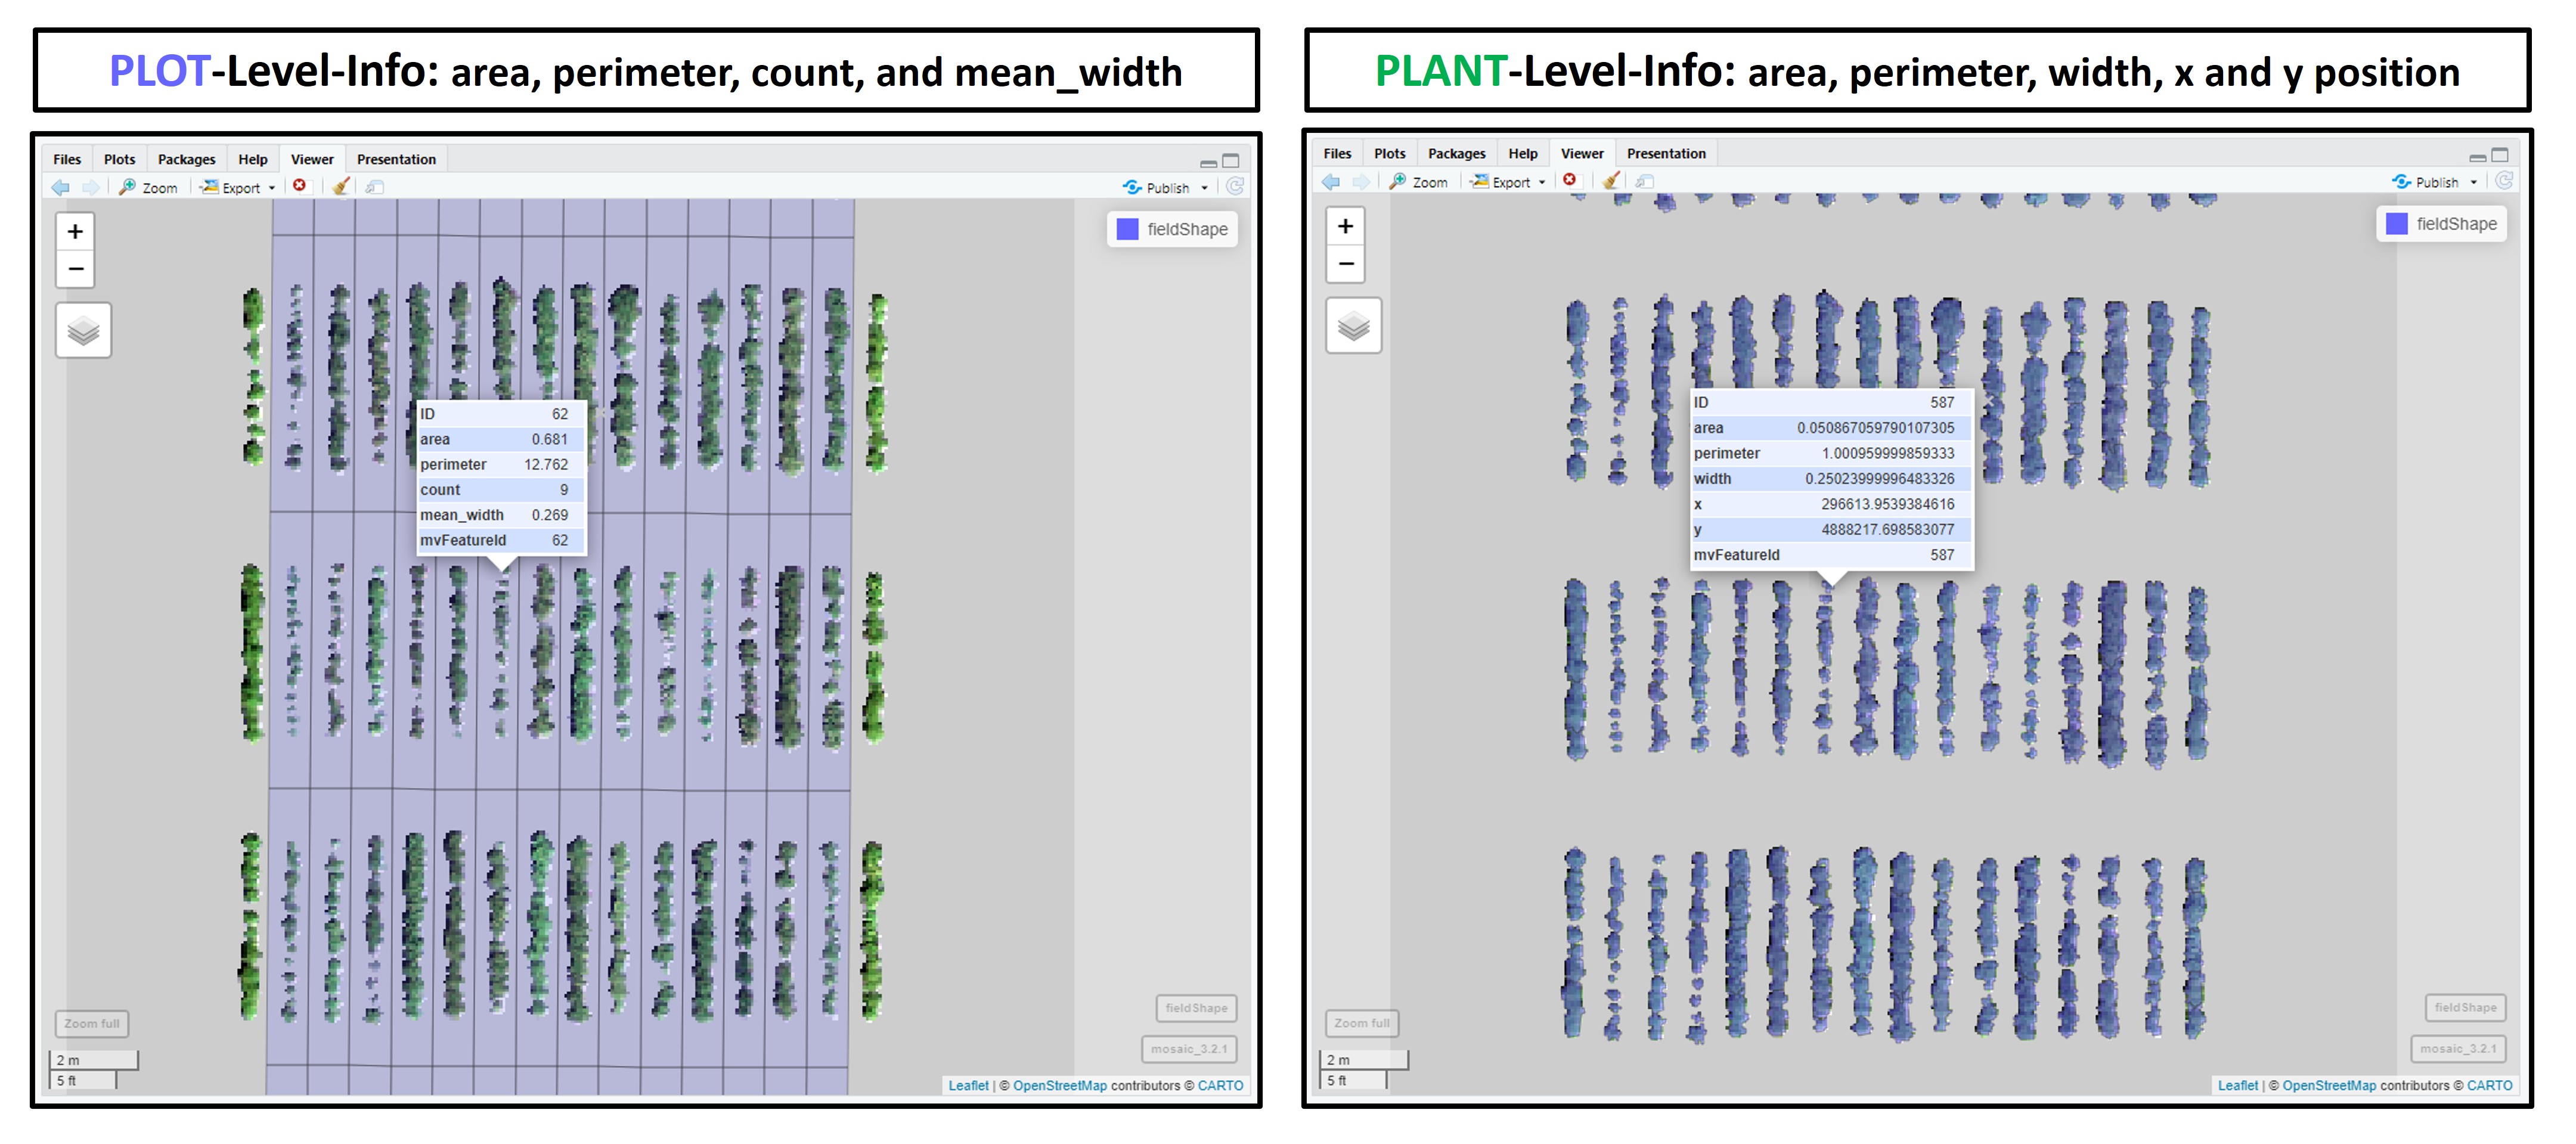 PLOT-Level-Info: area, perimeter, count, and mean_width
Files Plots Packages Help Viewer Presentation
Zoom Export Publish
+
fieldShape
−
ID 62
area 0.681
perimeter 12.762
count 9
mean_width 0.269
mvFeatureId 62
fieldShape
Zoom full
mosaic_3.2.1
2 m
5 ft
Leaflet | © OpenStreetMap contributors © CARTO
PLANT-Level-Info: area, perimeter, width, x and y position
Files Plots Packages Help Viewer Presentation
Zoom Export Publish
+
fieldShape
−
ID 587
area 0.050867059790107305
perimeter 1.000959999859333
width 0.25023999996483326
x 296613.9539384616
y 4888217.698583077
mvFeatureId 587
fieldShape
Zoom full
mosaic_3.2.1
2 m
5 ft
Leaflet | © OpenStreetMap contributors © CARTO